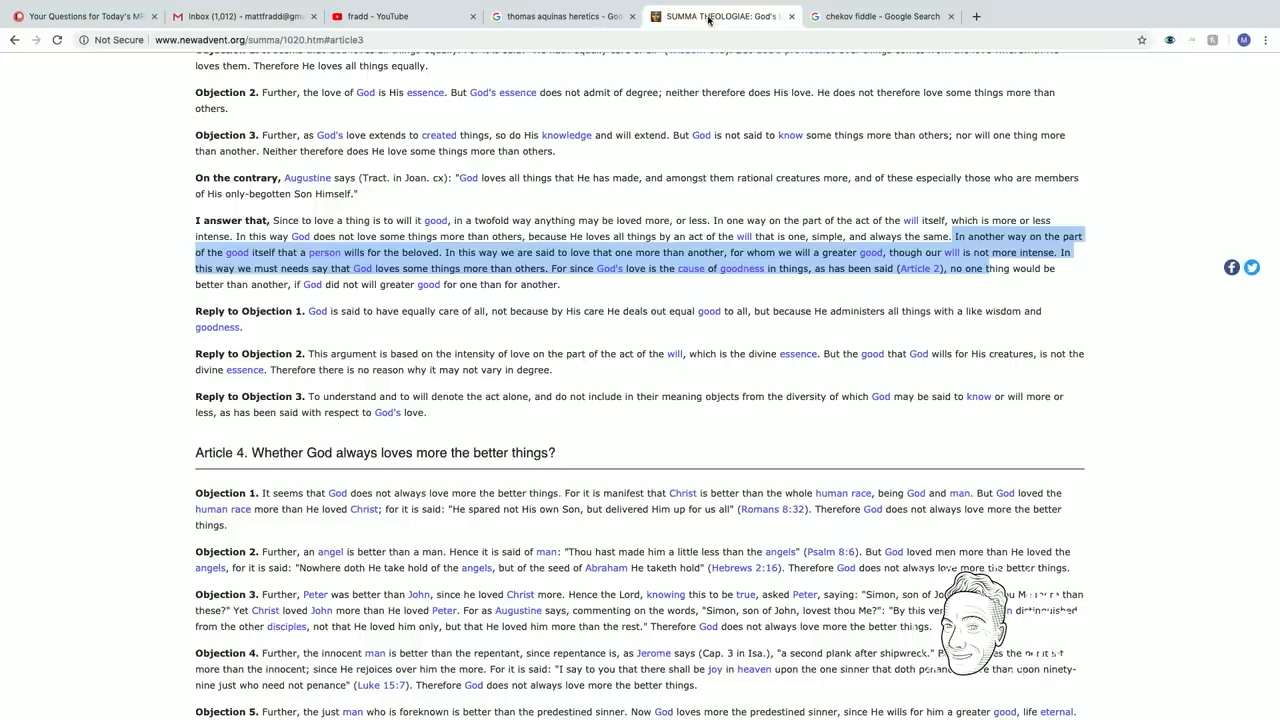 Your Questions for Today's M
Inbox (1,012) - mattfradd@gm
fradd - YouTube
thomas aquinas heretics - Goo
SUMMA THEOLOGIAE: God's
chekov fiddle - Google Search
Not Secure | www.newadvent.org/summa/1020.htm#article3
M
loves them. Therefore He loves all things equally.
Objection 2. Further, the love of God is His essence. But God's essence does not admit of degree; neither therefore does His love. He does not therefore love some things more than
others.
Objection 3. Further, as God's love extends to created things, so do His knowledge and will extend. But God is not said to know some things more than others; nor will one thing more
than another. Neither therefore does He love some things more than others.
On the contrary, Augustine says (Tract. in Joan. cx): "God loves all things that He has made, and amongst them rational creatures more, and of these especially those who are members
of His only-begotten Son Himself."
I answer that, Since to love a thing is to will it good, in a twofold way anything may be loved more, or less. In one way on the part of the act of the will itself, which is more or less
intense. In this way God does not love some things more than others, because He loves all things by an act of the will that is one, simple, and always the same. In another way on the part
of the good itself that a person wills for the beloved. In this way we are said to love that one more than another, for whom we will a greater good, though our will is not more intense. In
this way we must needs say that God loves some things more than others. For since God's love is the cause of goodness in things, as has been said (Article 2), no one thing would be
better than another, if God did not will greater good for one than for another.
Reply to Objection 1. God is said to have equally care of all, not because by His care He deals out equal good to all, but because He administers all things with a like wisdom and
goodness.
Reply to Objection 2. This argument is based on the intensity of love on the part of the act of the will, which is the divine essence. But the good that God wills for His creatures, is not the
divine essence. Therefore there is no reason why it may not vary in degree.
Reply to Objection 3. To understand and to will denote the act alone, and do not include in their meaning objects from the diversity of which God may be said to know or will more or
less, as has been said with respect to God's love.
Article 4. Whether God always loves more the better things?
Objection 1. It seems that God does not always love more the better things. For it is manifest that Christ is better than the whole human race, being God and man. But God loved the
human race more than He loved Christ; for it is said: "He spared not His own Son, but delivered Him up for us all" (Romans 8:32). Therefore God does not always love more the better
things.
Objection 2. Further, an angel is better than a man. Hence it is said of man: "Thou hast made him a little less than the angels" (Psalm 8:6). But God loved men more than He loved the
angels, for it is said: "Nowhere doth He take hold of the angels, but of the seed of Abraham He taketh hold" (Hebrews 2:16). Therefore God does not always love more the better things.
Objection 3. Further, Peter was better than John, since he loved Christ more. Hence the Lord, knowing this to be true, asked Peter, saying: "Simon, son of than
these?" Yet Christ loved John more than He loved Peter. For as Augustine says, commenting on the words, "Simon, son of John, lovest thou Me?": "By this distinguished
from the other disciples, not that He loved him only, but that He loved him more than the rest." Therefore God does not always love more the better things.
Objection 4. Further, the innocent man is better than the repentant, since repentance is, as Jerome says (Cap. 3 in Isa.), "a second plank after shipwreck."
more than the innocent; since He rejoices over him the more. For it is said: "I say to you that there shall be joy in heaven upon the one sinner that doth than upon ninety-
nine just who need not penance" (Luke 15:7). Therefore God does not always love more the better things.
Objection 5. Further, the just man who is foreknown is better than the predestined sinner. Now God loves more the predestined sinner, since He wills for him a greater good, life eternal.